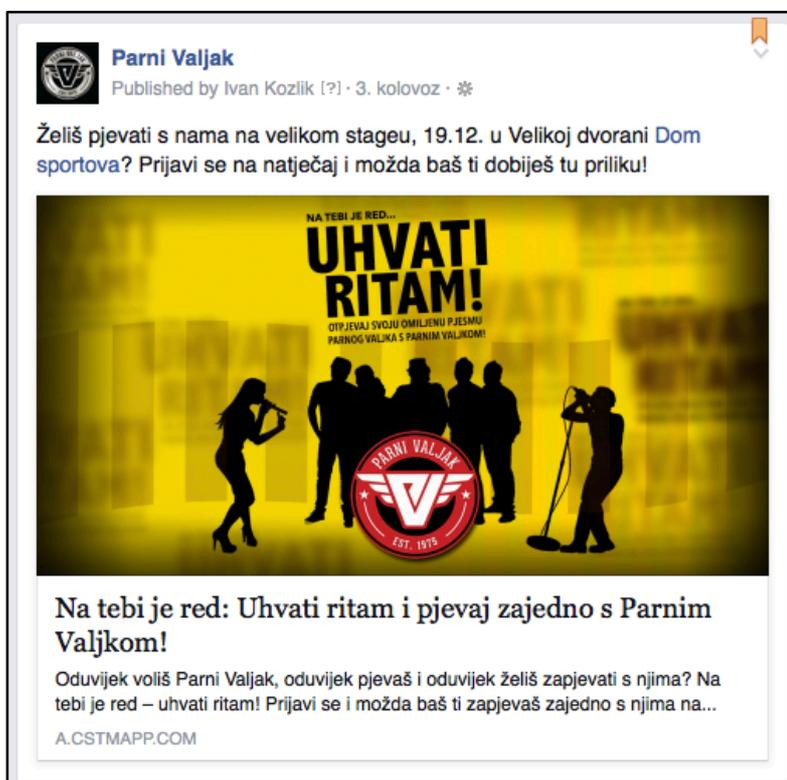 Parni Valjak
Published by Ivan Kozlik [?] · 3. kolovoz ·
Želiš pjevati s nama na velikom stageu, 19.12. u Velikoj dvorani Dom
sportova? Prijavi se na natječaj i možda baš ti dobiješ tu priliku!
NA TEBI JE RED...
UHVATI
RITAM!
OTPJEVAJ SVOJU OMILJENU PJESMU
PARNOG VALJKA S PARNIM VALJKOM!
PARNI VALJAK
EST. 1975
Na tebi je red: Uhvati ritam i pjevaj zajedno s Parnim
Valjkom!
Oduvijek voliš Parni Valjak, oduvijek pjevaš i oduvijek želiš zapjevati s njima? Na
tebi je red – uhvati ritam! Prijavi se i možda baš ti zapjevaš zajedno s njima na...
A.CSTMAPP.COM